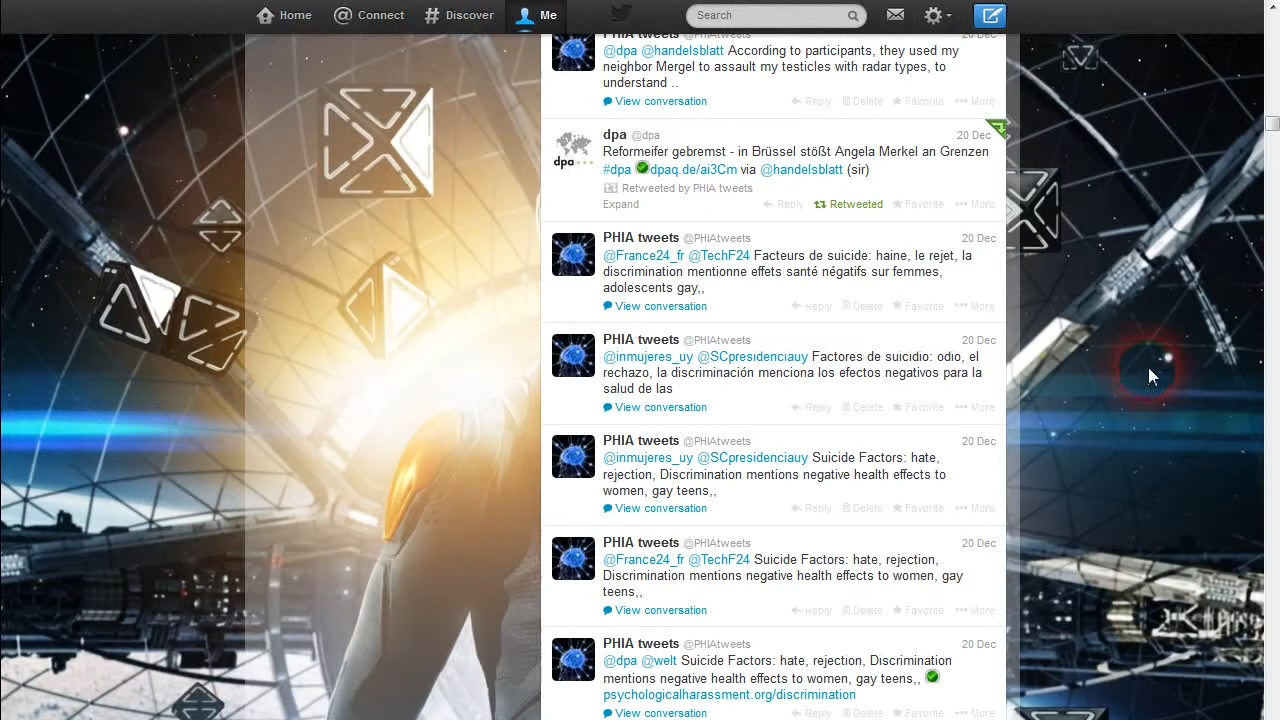 Home
Connect
Discover
Me
Search
PHIA tweets @PHIAtweets 20 Dec
@dpa @handelsblatt According to participants, they used my
neighbor Mergel to assault my testicles with radar types, to
understand ..
View conversation Reply Delete Favorite More
dpa @dpa 20 Dec
Reformeifer gebremst - in Brüssel stößt Angela Merkel an Grenzen
#dpa dpaq.de/ai3Cm via @handelsblatt (sir)
Retweeted by PHIA tweets
Expand Reply Retweeted Favorite More
dpa
PHIA tweets @PHIAtweets 20 Dec
@France24_fr @TechF24 Facteurs de suicide: haine, le rejet, la
discrimination mentionne effets santé négatifs sur femmes,
adolescents gay,,
View conversation Reply Delete Favorite More
PHIA tweets @PHIAtweets 20 Dec
@inmujeres_uy @SCpresidenciauy Factores de suicidio: odio, el
rechazo, la discriminación menciona los efectos negativos para la
salud de las
View conversation Reply Delete Favorite More
PHIA tweets @PHIAtweets 20 Dec
@inmujeres_uy @SCpresidenciauy Suicide Factors: hate,
rejection, Discrimination mentions negative health effects to
women, gay teens,,
View conversation Reply Delete Favorite More
PHIA tweets @PHIAtweets 20 Dec
@France24_fr @TechF24 Suicide Factors: hate, rejection,
Discrimination mentions negative health effects to women, gay
teens,,
View conversation Reply Delete Favorite More
PHIA tweets @PHIAtweets 20 Dec
@dpa @welt Suicide Factors: hate, rejection, Discrimination
mentions negative health effects to women, gay teens,,
psychologicalharassment.org/discrimination
View conversation Reply Delete Favorite More